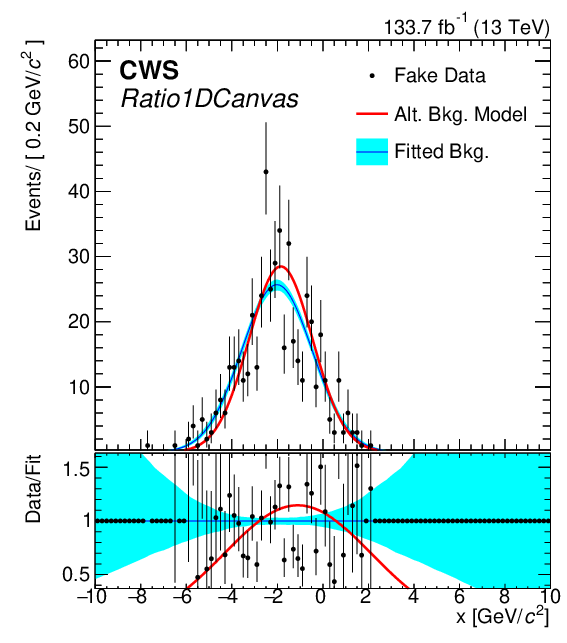 133.7 fb-1 (13 TeV)
CWS
Ratio1DCanvas
Fake Data
Alt. Bkg. Model
Fitted Bkg.
Events/ [ 0.2 GeV/c2 ]
60
50
40
30
20
10
Data/Fit
1.5
1
0.5
−10 −8 −6 −4 −2 0 2 4 6 8 10
x [GeV/c2]